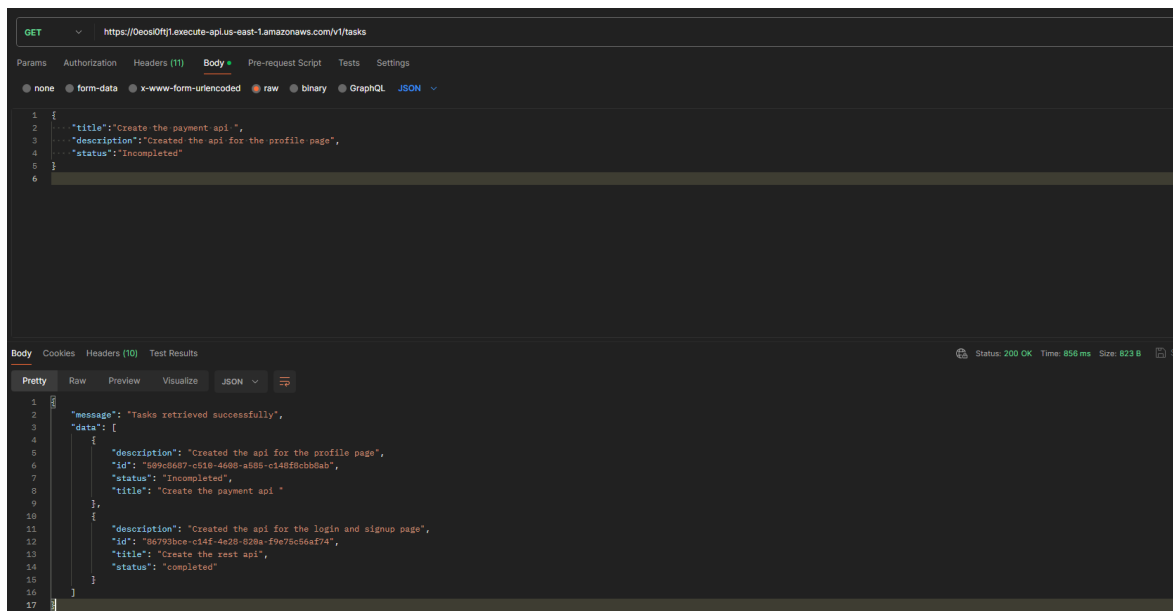 GET https://0eosl0ftj1.execute-api.us-east-1.amazonaws.com/v1/tasks
Params Authorization Headers (11) Body Pre-request Script Tests Settings
none form-data x-www-form-urlencoded raw binary GraphQL JSON
1 {
2 "title":"Create the payment api ",
3 "description":"Created the api for the profile page",
4 "status":"Incompleted"
5 }
6
Body Cookies Headers (10) Test Results Status: 200 OK Time: 856 ms Size: 823 B
Pretty Raw Preview Visualize JSON
1 {
2 "message": "Tasks retrieved successfully",
3 "data": [
4 {
5 "description": "Created the api for the profile page",
6 "id": "509c8687-c510-4608-a585-c148f8cbb8ab",
7 "status": "Incompleted",
8 "title": "Create the payment api "
9 },
10 {
11 "description": "Created the api for the login and signup page",
12 "id": "86793bce-c14f-4e28-820a-f9e75c56af74",
13 "title": "Create the rest api",
14 "status": "completed"
15 }
16 ]
17 }